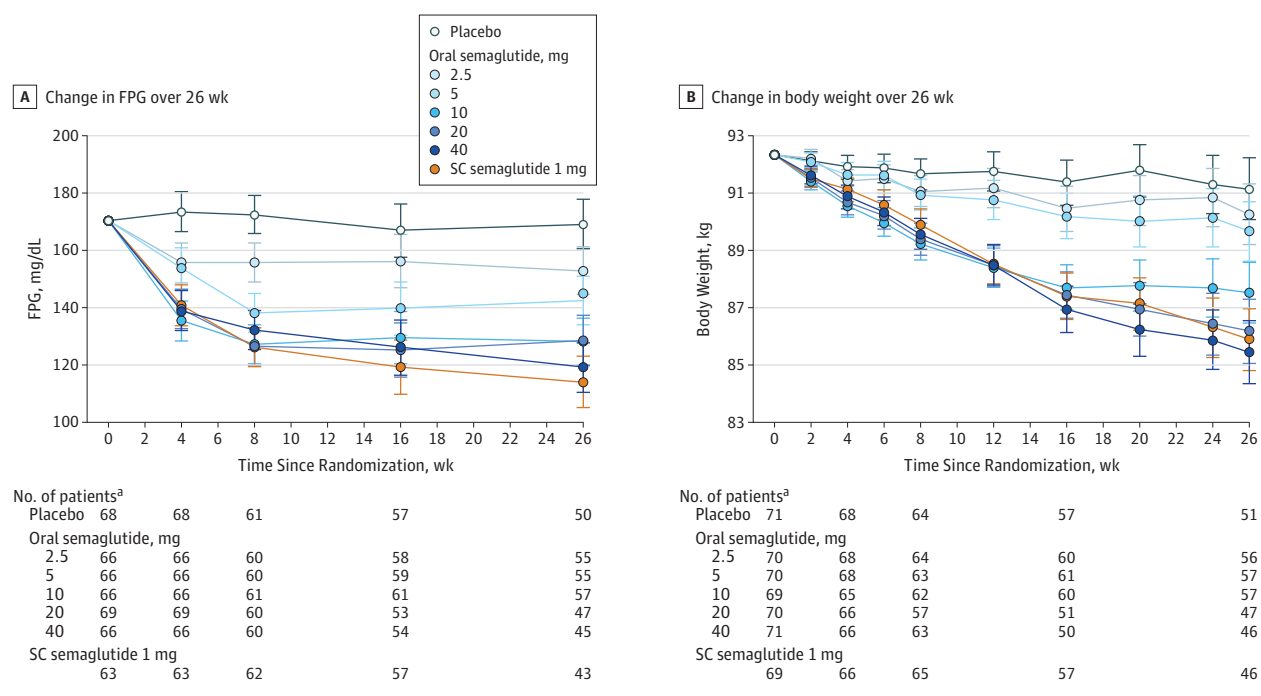 Placebo
Oral semaglutide, mg
2.5
5
10
20
40
SC semaglutide 1 mg
A Change in FPG over 26 wk
200
180
160
140
120
100
FPG, mg/dL
0 2 4 6 8 10 12 14 16 18 20 22 24 26
Time Since Randomization, wk
No. of patientsa
Placebo 68 68 61 57 50
Oral semaglutide, mg
2.5 66 66 60 58 55
5 66 66 60 59 55
10 66 66 61 61 57
20 69 69 60 53 47
40 66 66 60 54 45
SC semaglutide 1 mg
63 63 62 57 43
B Change in body weight over 26 wk
93
91
89
87
85
83
Body Weight, kg
0 2 4 6 8 10 12 14 16 18 20 22 24 26
Time Since Randomization, wk
No. of patientsa
Placebo 71 68 64 57 51
Oral semaglutide, mg
2.5 70 68 64 60 56
5 70 68 63 61 57
10 69 65 62 60 57
20 70 66 57 51 47
40 71 66 63 50 46
SC semaglutide 1 mg
69 66 65 57 46